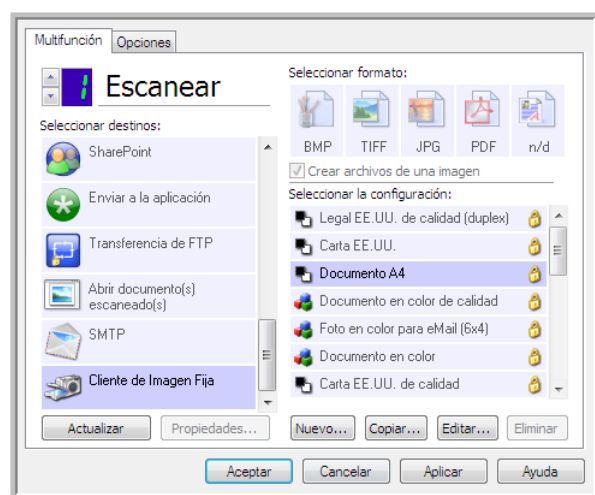 Multifunción Opciones
1 Escanear
Seleccionar destinos:
SharePoint
Enviar a la aplicación
Transferencia de FTP
Abrir documento(s)
escaneado(s)
SMTP
Cliente de Imagen Fija
Actualizar Propiedades...
Seleccionar formato:
BMP TIFF JPG PDF n/d
Crear archivos de una imagen
Seleccionar la configuración:
Legal EE.UU. de calidad (duplex)
Carta EE.UU.
Documento A4
Documento en color de calidad
Foto en color para eMail (6x4)
Documento en color
Carta EE.UU. de calidad
Nuevo... Copiar... Editar... Eliminar
Aceptar Cancelar Aplicar Ayuda